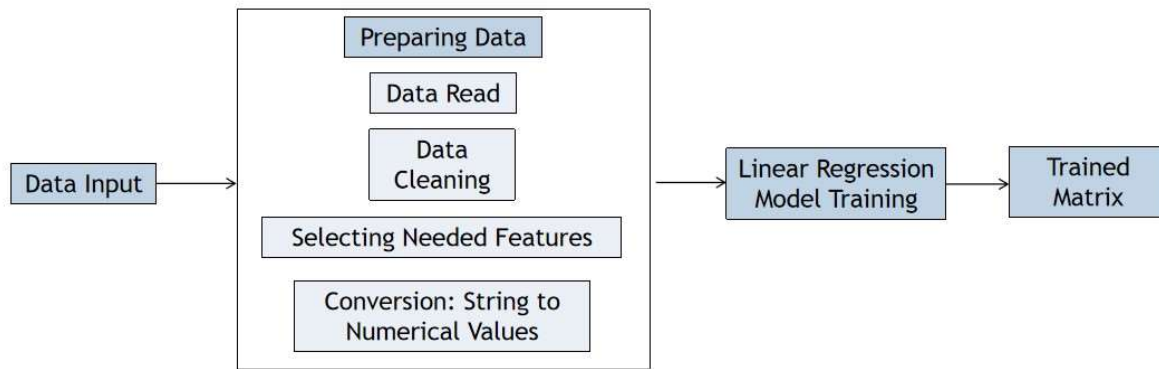 Data Input
Preparing Data
Data Read
Data
Cleaning
Selecting Needed Features
Conversion: String to
Numerical Values
Linear Regression
Model Training
Trained
Matrix